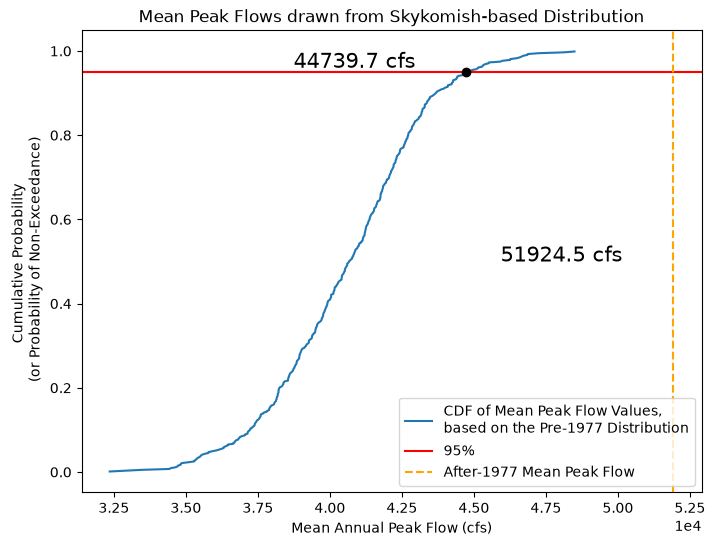 Mean Peak Flows drawn from Skykomish-based Distribution
Cumulative Probability
(or Probability of Non-Exceedance)
1.0
0.8
0.6
0.4
0.2
0.0
44739.7 cfs
51924.5 cfs
CDF of Mean Peak Flow Values,
based on the Pre-1977 Distribution
95%
After-1977 Mean Peak Flow
3.25 3.50 3.75 4.00 4.25 4.50 4.75 5.00 5.25
1e4
Mean Annual Peak Flow (cfs)